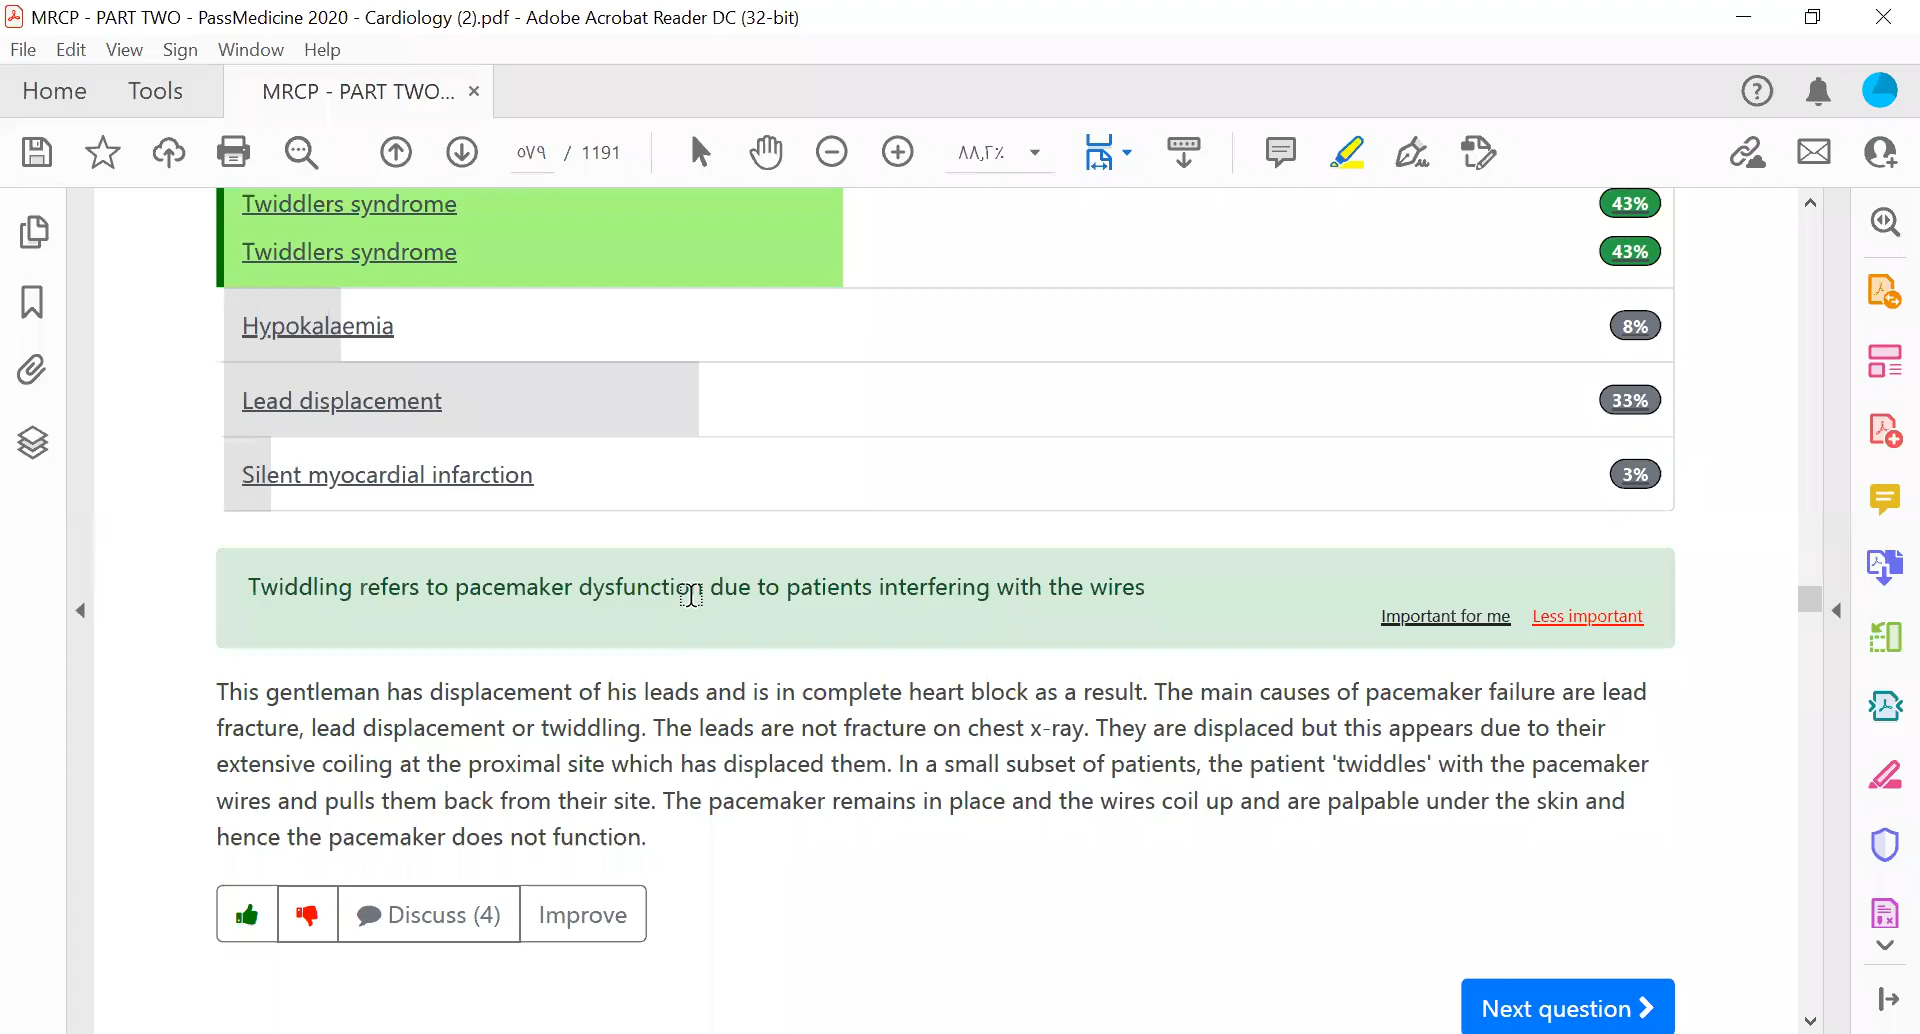 MRCP - PART TWO - PassMedicine 2020 - Cardiology (2).pdf - Adobe Acrobat Reader DC (32-bit)
File Edit View Sign Window Help
Home Tools MRCP - PART TWO... ×
٥٧٩ / 1191 ٨٨,٢٪
Twiddlers syndrome 43%
Twiddlers syndrome 43%
Hypokalaemia 8%
Lead displacement 33%
Silent myocardial infarction 3%
Twiddling refers to pacemaker dysfunction due to patients interfering with the wires
Important for me Less important
This gentleman has displacement of his leads and is in complete heart block as a result. The main causes of pacemaker failure are lead
fracture, lead displacement or twiddling. The leads are not fracture on chest x-ray. They are displaced but this appears due to their
extensive coiling at the proximal site which has displaced them. In a small subset of patients, the patient 'twiddles' with the pacemaker
wires and pulls them back from their site. The pacemaker remains in place and the wires coil up and are palpable under the skin and
hence the pacemaker does not function.
Discuss (4) Improve
Next question